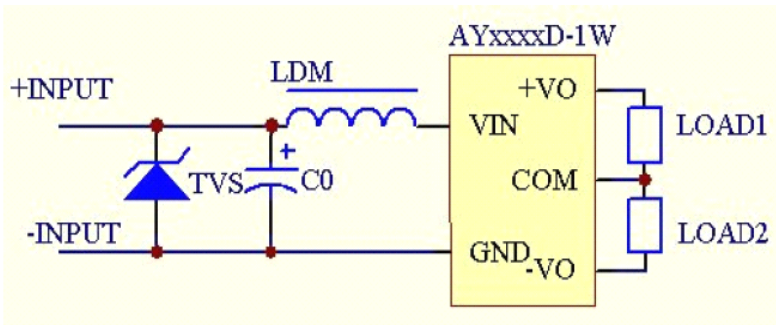 AYxxxxD-1W
LDM
+INPUT
+VO
VIN
LOAD1
+
TVS
C0
COM
-INPUT
LOAD2
GND
-VO